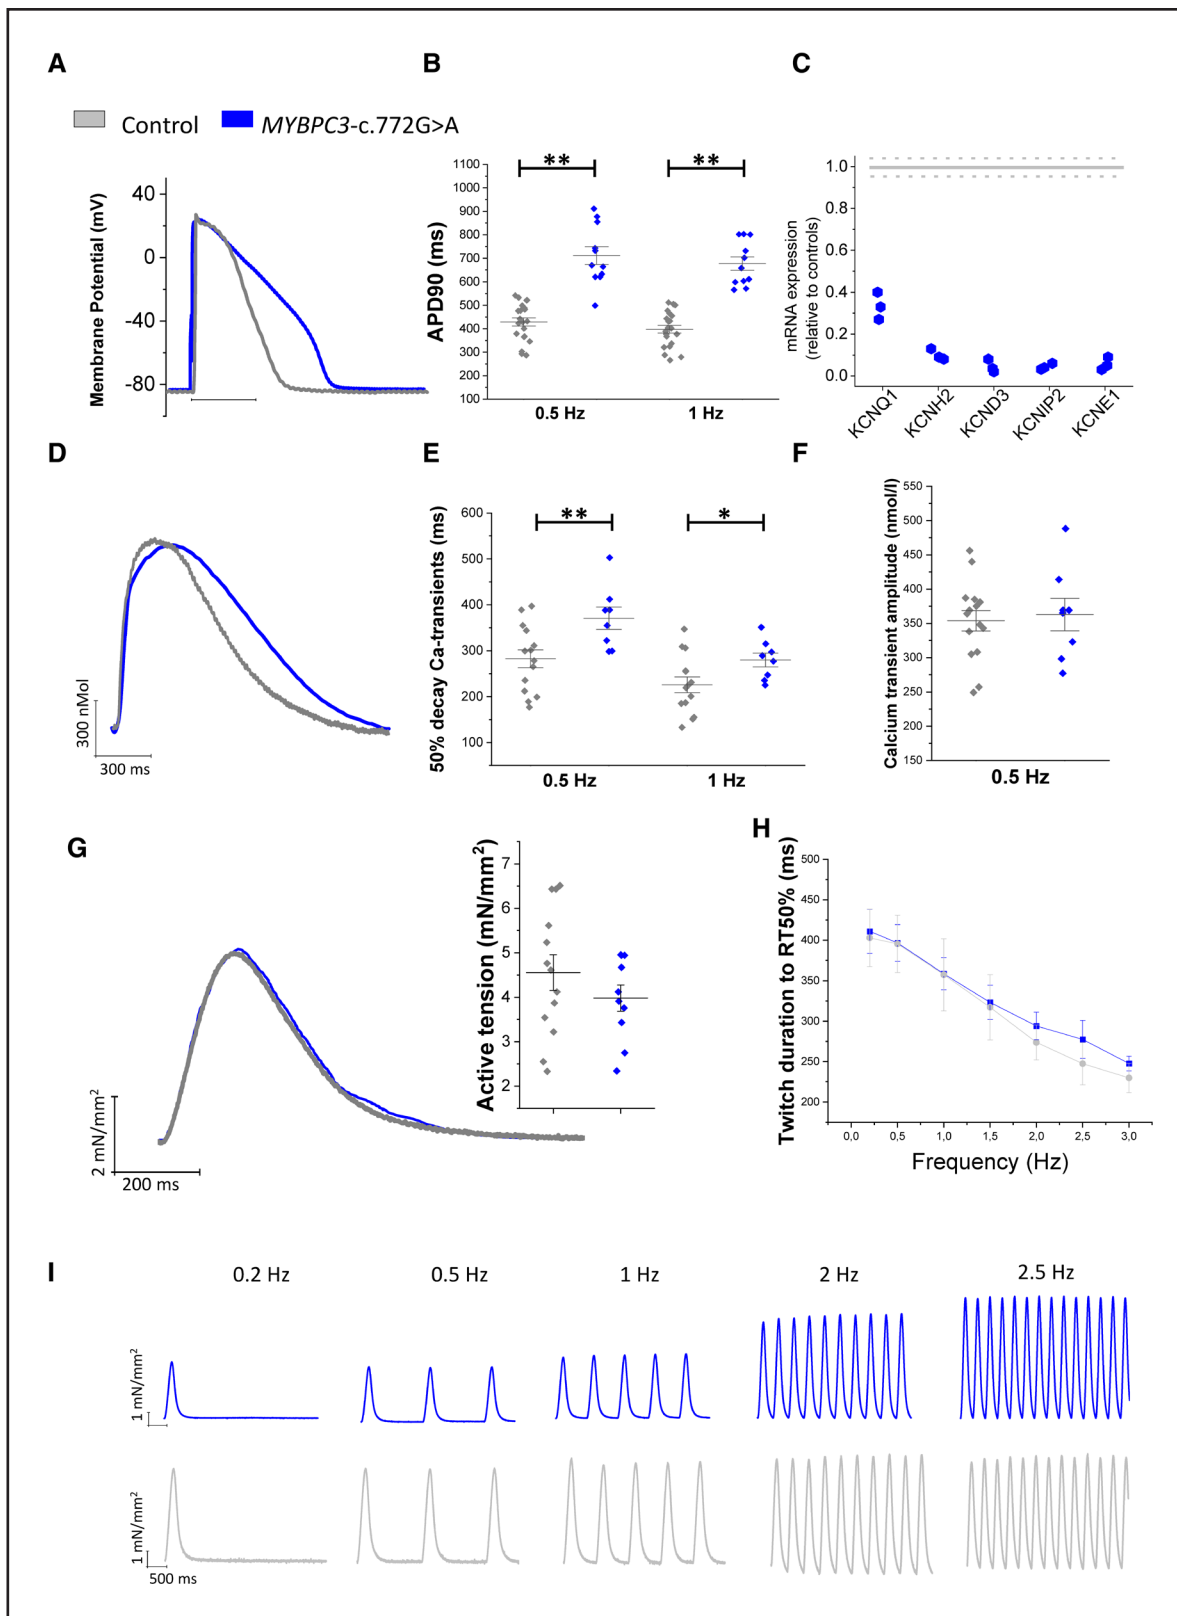 A
B
C
Control
MYBPC3-c.772G>A
Membrane Potential (mV)
40
0
-40
-80
APD90 (ms)
1100
1000
900
800
700
600
500
400
300
200
100
**
**
0.5 Hz
1 Hz
mRNA expression
(relative to controls)
1.0
0.8
0.6
0.4
0.2
0.0
KCNQ1
KCNH2
KCND3
KCNIP2
KCNE1
D
E
F
300 nMol
300 ms
50% decay Ca-transients (ms)
600
500
400
300
200
100
**
*
0.5 Hz
1 Hz
Calcium transient amplitude (nmol/l)
550
500
450
400
350
300
250
200
150
0.5 Hz
G
H
2 mN/mm2
200 ms
Active tension (mN/mm2)
7
6
5
4
3
2
Twitch duration to RT50% (ms)
500
450
400
350
300
250
200
0,0
0,5
1,0
1,5
2,0
2,5
3,0
Frequency (Hz)
I
0.2 Hz
0.5 Hz
1 Hz
2 Hz
2.5 Hz
1 mN/mm2
1 mN/mm2
500 ms